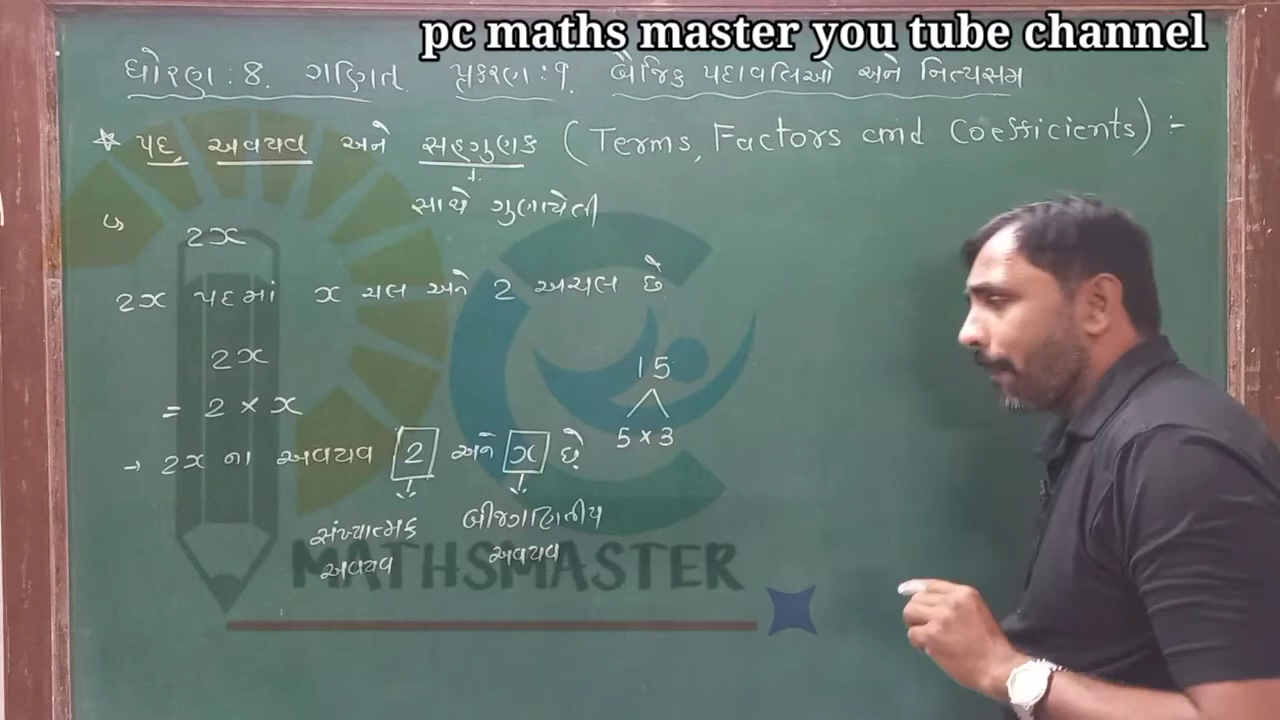 pc maths master you tube channel
ધોરણ : 8. ગણિત. પ્રકરણ : 9. બૈજિક પદાવલિઓ અને નિત્યસમ
* પદ, અવયવ અને સહગુણક (Terms, Factors and Coefficients) :-
↓
સાથે ગુણાયેલી
↳ 2x
2x પદમાં x ચલ અને 2 અચલ છે.
2x
15
= 2 × x
5 × 3
→ 2x ના અવયવ 2 અને x છે
સંખ્યાત્મક બીજગાણિતીય
અવયવ અવયવ
MATHSMASTER